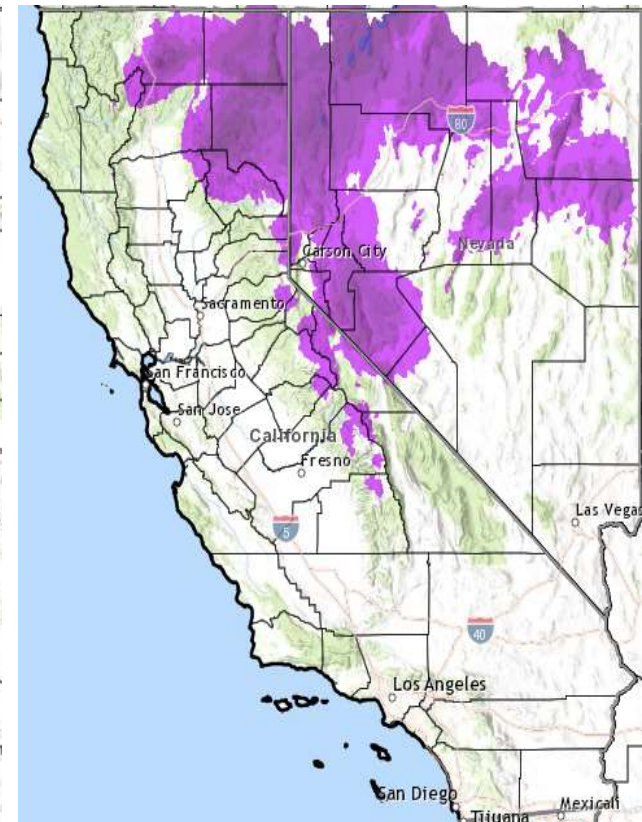 80
Carson City
Nevada
Sacramento
San Francisco
San Jose
California
Fresno
5
Las Vegas
40
Los Angeles
San Diego
Tijuana
Mexicali